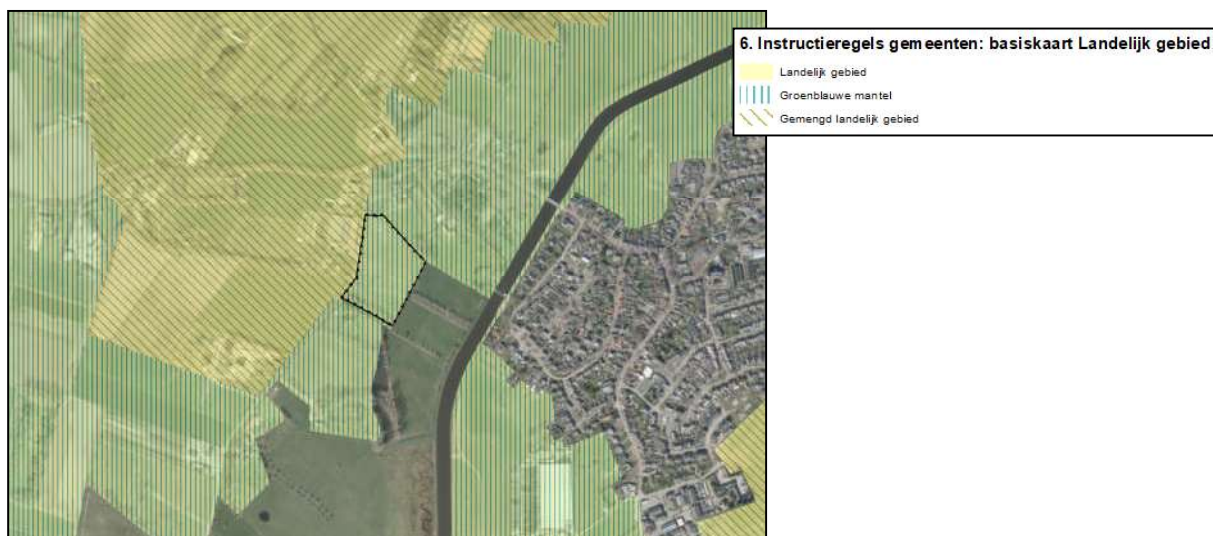 6. Instructieregels gemeenten: basiskaart Landelijk gebied
Landelijk gebied
Groenblauwe mantel
Gemengd landelijk gebied